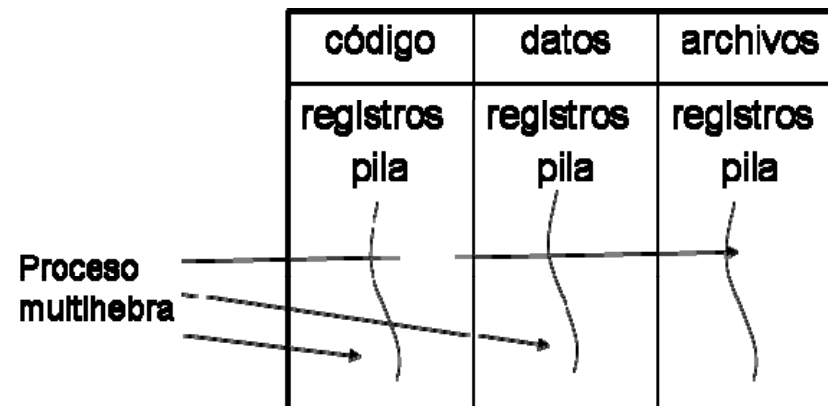 código datos archivos
registros registros registros
pila pila pila
Proceso
multihebra